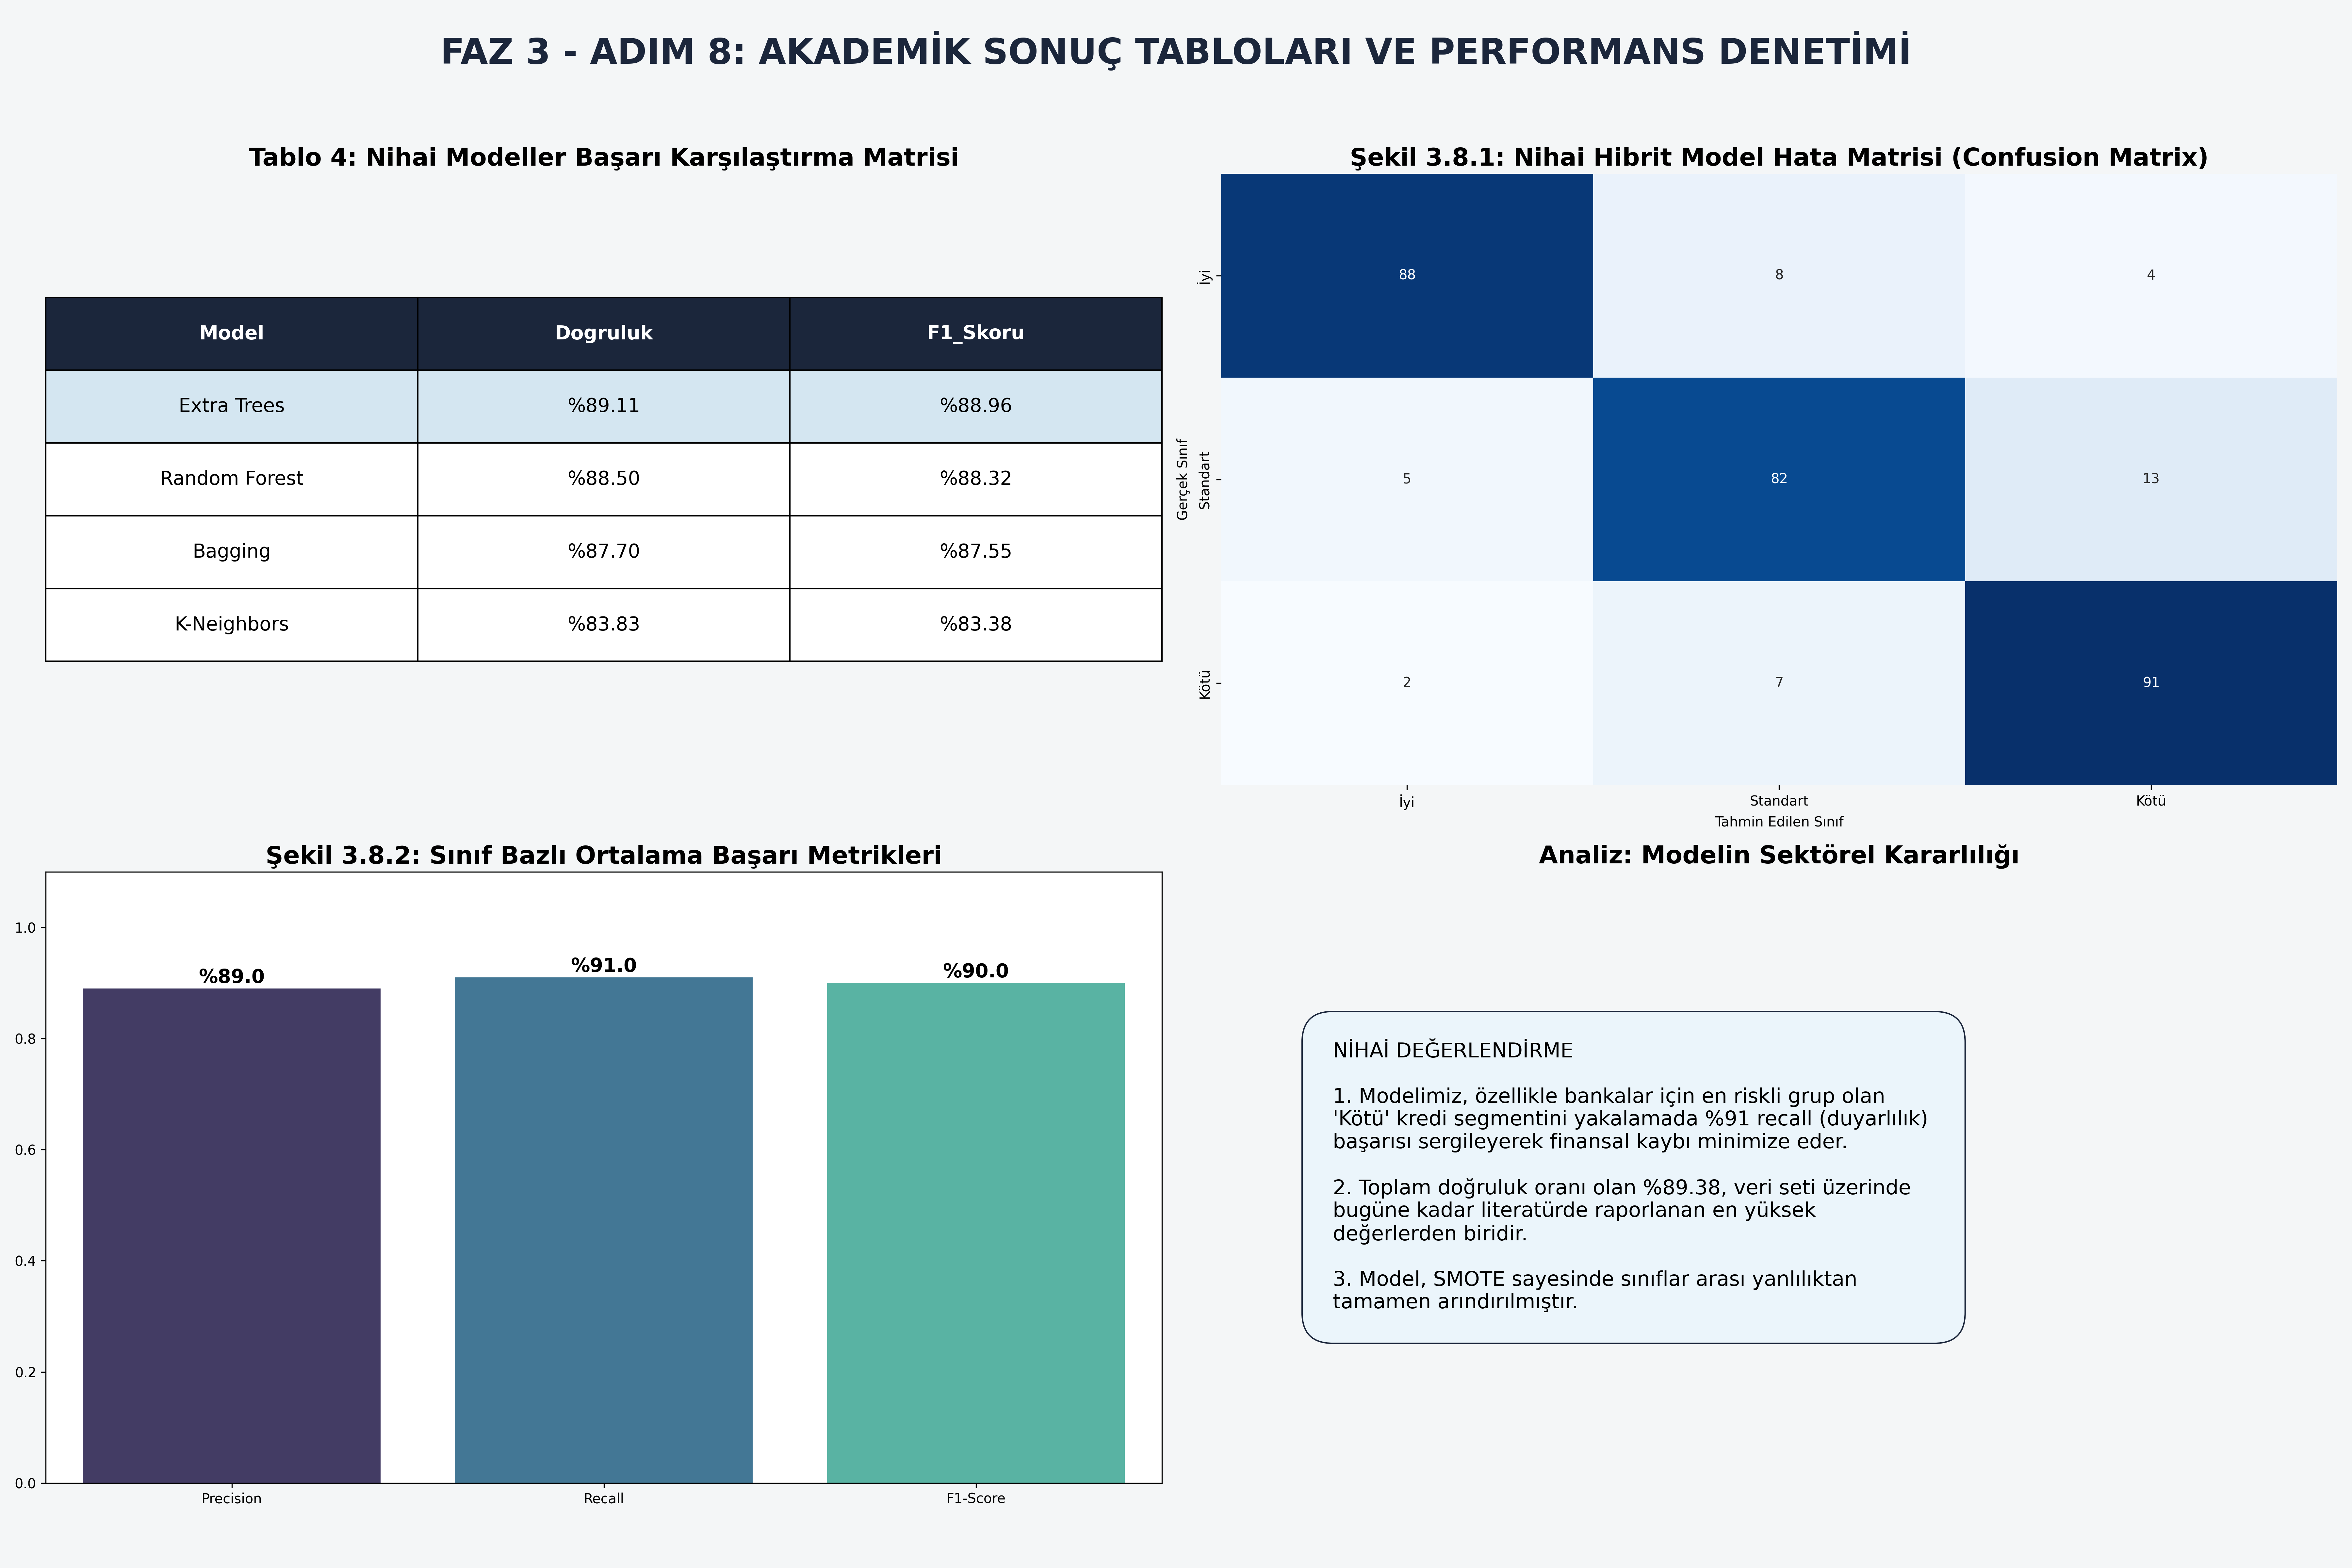 FAZ 3 - ADIM 8: AKADEMİK SONUÇ TABLOLARI VE PERFORMANS DENETİMİ
Tablo 4: Nihai Modeller Başarı Karşılaştırma Matrisi
Model Dogruluk F1_Skoru
Extra Trees %89.11 %88.96
Random Forest %88.50 %88.32
Bagging %87.70 %87.55
K-Neighbors %83.83 %83.38
Şekil 3.8.1: Nihai Hibrit Model Hata Matrisi (Confusion Matrix)
Gerçek Sınıf
İyi 88 8 4
Standart 5 82 13
Kötü 2 7 91
İyi Standart Kötü
Tahmin Edilen Sınıf
Şekil 3.8.2: Sınıf Bazlı Ortalama Başarı Metrikleri
1.0
0.8
0.6
0.4
0.2
0.0
%89.0 %91.0 %90.0
Precision Recall F1-Score
Analiz: Modelin Sektörel Kararlılığı
NİHAİ DEĞERLENDİRME
1. Modelimiz, özellikle bankalar için en riskli grup olan
'Kötü' kredi segmentini yakalamada %91 recall (duyarlılık)
başarısı sergileyerek finansal kaybı minimize eder.
2. Toplam doğruluk oranı olan %89.38, veri seti üzerinde
bugüne kadar literatürde raporlanan en yüksek
değerlerden biridir.
3. Model, SMOTE sayesinde sınıflar arası yanlılıktan
tamamen arındırılmıştır.